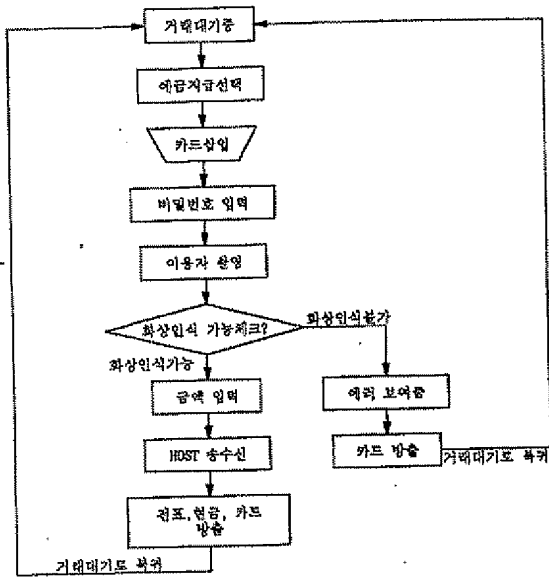 거래대기중
예금지급선택
카드삽입
비밀번호 입력
이용자 촬영
화상인식 가능체크?
화상인식불가
화상인식가능
금액 입력
에러 보여줌
HOST 송수신
카드 방출
거래대기로 복귀
전표,현금, 카드
방출
거래대기로 복귀